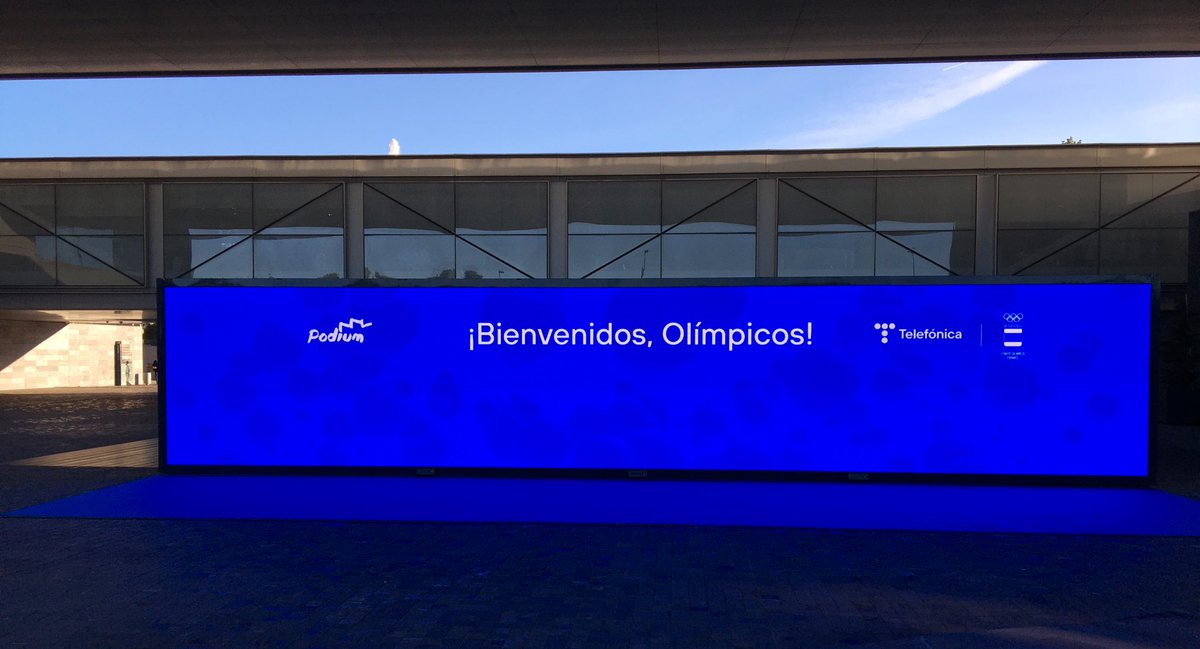 Podium
¡Bienvenidos, Olímpicos!
Telefónica